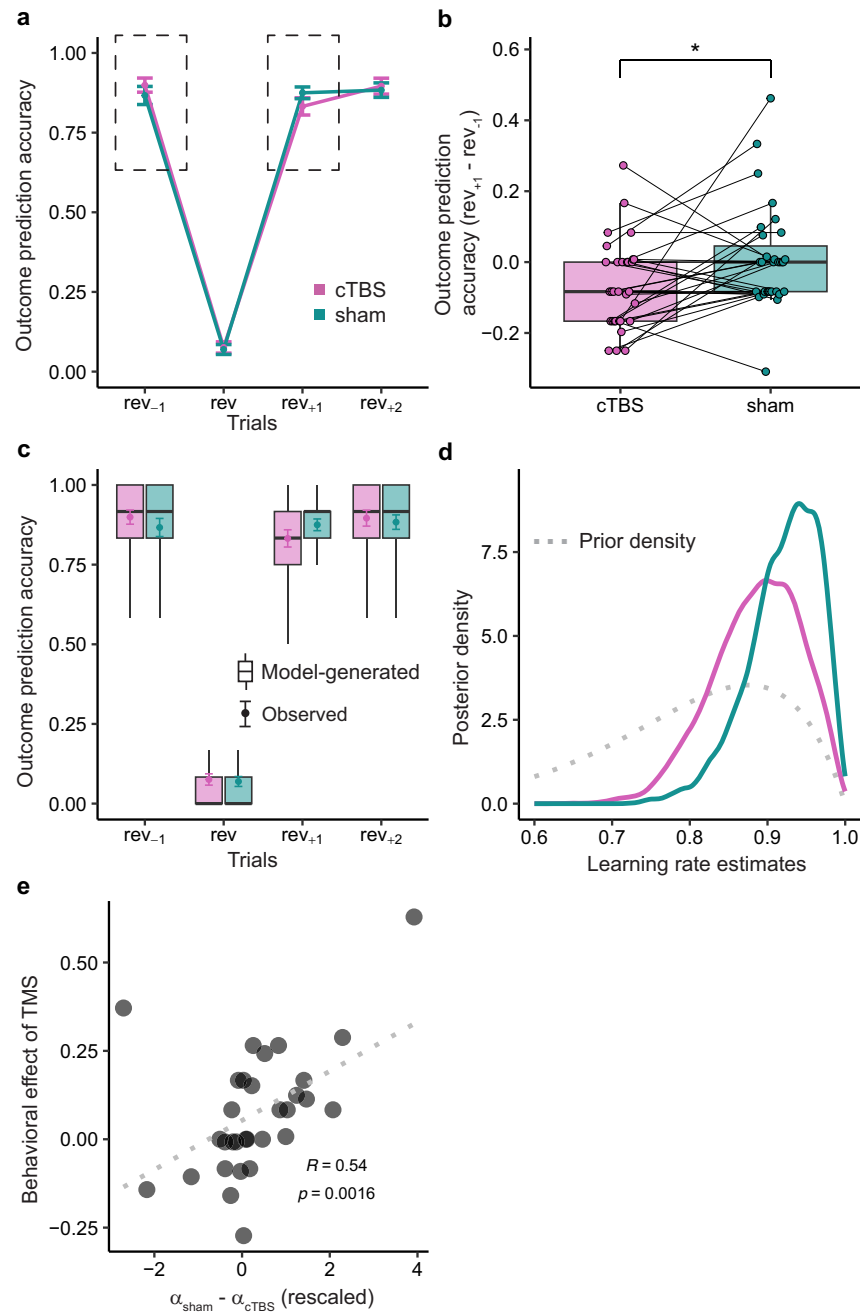 a
Outcome prediction accuracy
1.00
0.75
0.50
0.25
0.00
cTBS
sham
rev−1
rev
rev+1
rev+2
Trials
b
Outcome prediction
accuracy (rev+1 - rev-1)
0.6
0.4
0.2
0.0
−0.2
*
cTBS
sham
c
Outcome prediction accuracy
1.00
0.75
0.50
0.25
0.00
Model-generated
Observed
rev−1
rev
rev+1
rev+2
Trials
d
Posterior density
7.5
5.0
2.5
0.0
Prior density
0.6
0.7
0.8
0.9
1.0
Learning rate estimates
e
Behavioral effect of TMS
0.50
0.25
0.00
−0.25
R = 0.54
p = 0.0016
−2
0
2
4
αsham - αcTBS (rescaled)